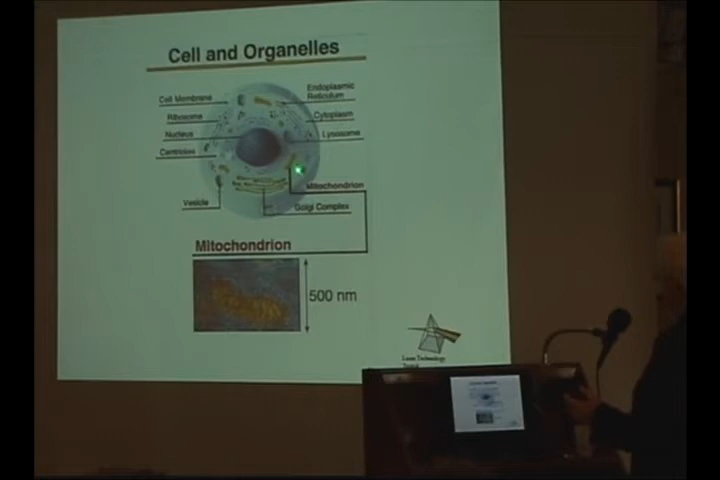 Cell and Organelles
Endoplasmic
Reticulum
Cell Membrane
Cytoplasm
Ribosome
Lysosome
Nucleus
Centrioles
Mitochondrion
Vesicle
Golgi Complex
Mitochondrion
500 nm
Laser Technology